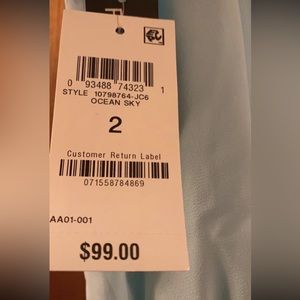 0 93488 74323 1
STYLE 10798764-JC6
OCEAN SKY
2
Customer Return Label
071558784869
AA01-001
$99.00